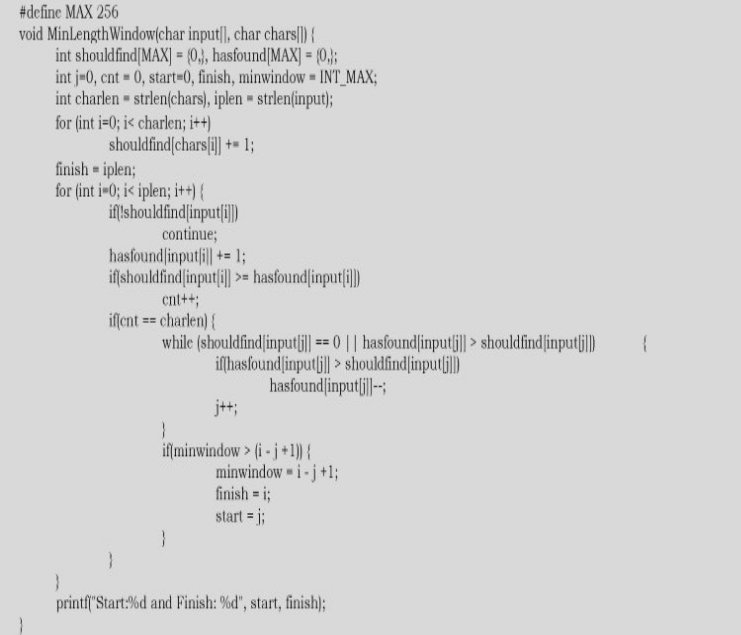 #define MAX 256
void MinLengthWindow(char input[], char chars[]) {
int shouldfind[MAX] = {0,}, hasfound[MAX] = {0,};
int j=0, cnt = 0, start=0, finish, minwindow = INT_MAX;
int charlen = strlen(chars), iplen = strlen(input);
for (int i=0; i< charlen; i++)
shouldfind[chars[i]] += 1;
finish = iplen;
for (int i=0; i< iplen; i++) {
if(!shouldfind[input[i]])
continue;
hasfound[input[i]] += 1;
if(shouldfind[input[i]] >= hasfound[input[i]])
cnt++;
if(cnt == charlen) {
while (shouldfind[input[j]] == 0 || hasfound[input[j]] > shouldfind[input[j]]) {
if(hasfound[input[j]] > shouldfind[input[j]])
hasfound[input[j]]--;
j++;
}
if(minwindow > (i - j +1)) {
minwindow = i - j +1;
finish = i;
start = j;
}
}
}
printf("Start:%d and Finish: %d", start, finish);
}